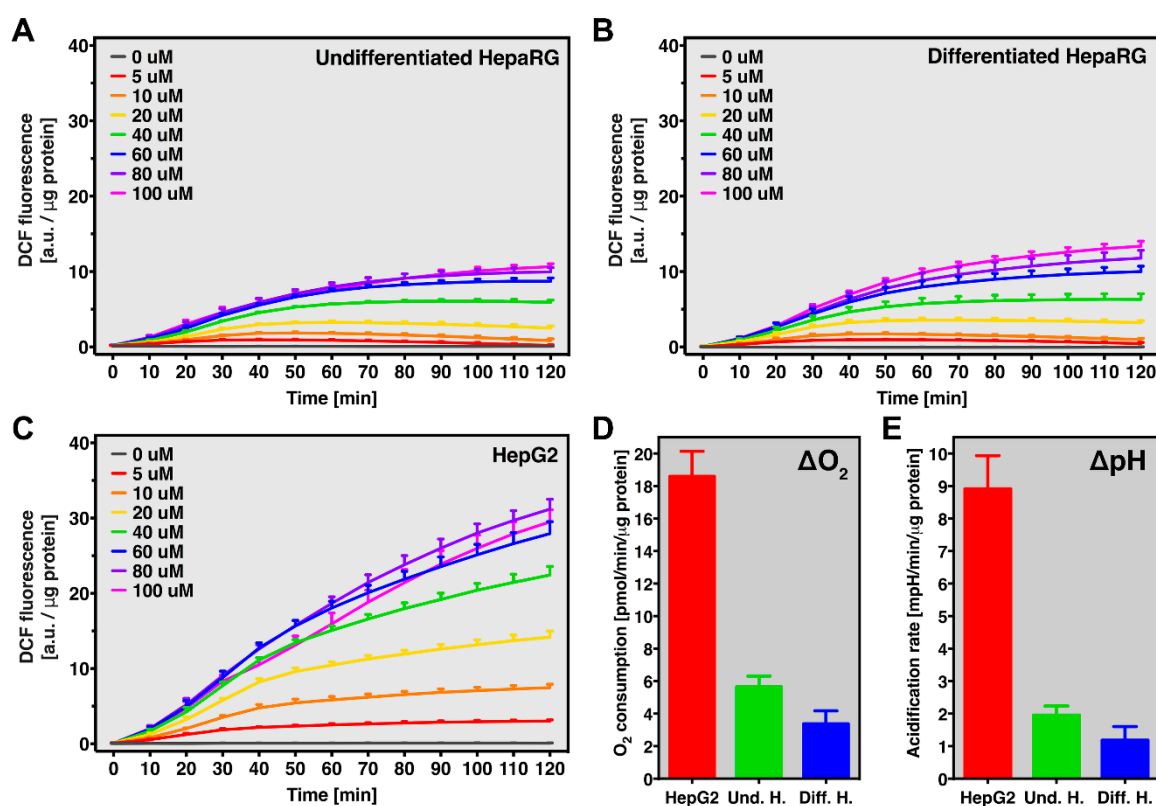 A
Undifferentiated HepaRG
DCF fluorescence
[a.u. / μg protein]
40
30
20
10
0
0 uM
5 uM
10 uM
20 uM
40 uM
60 uM
80 uM
100 uM
0 10 20 30 40 50 60 70 80 90 100 110 120
Time [min]
B
Differentiated HepaRG
DCF fluorescence
[a.u. / μg protein]
40
30
20
10
0
0 uM
5 uM
10 uM
20 uM
40 uM
60 uM
80 uM
100 uM
0 10 20 30 40 50 60 70 80 90 100 110 120
Time [min]
C
HepG2
DCF fluorescence
[a.u. / μg protein]
40
30
20
10
0
0 uM
5 uM
10 uM
20 uM
40 uM
60 uM
80 uM
100 uM
0 10 20 30 40 50 60 70 80 90 100 110 120
Time [min]
D
ΔO₂
O₂ consumption [pmol/min/μg protein]
20
18
16
14
12
10
8
6
4
2
0
HepG2 Und. H. Diff. H.
E
ΔpH
Acidification rate [mpH/min/μg protein]
10
9
8
7
6
5
4
3
2
1
0
HepG2 Und. H. Diff. H.